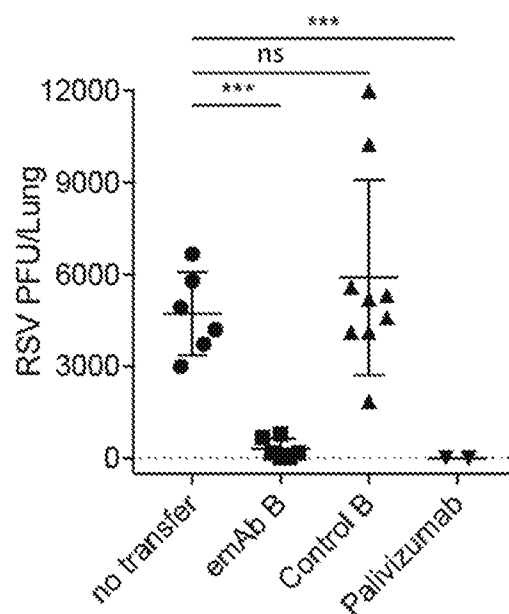 ***
ns
***
12000
9000
6000
3000
0
RSV PFU/Lung
no transfer
emAb B
Control B
Palivizumab